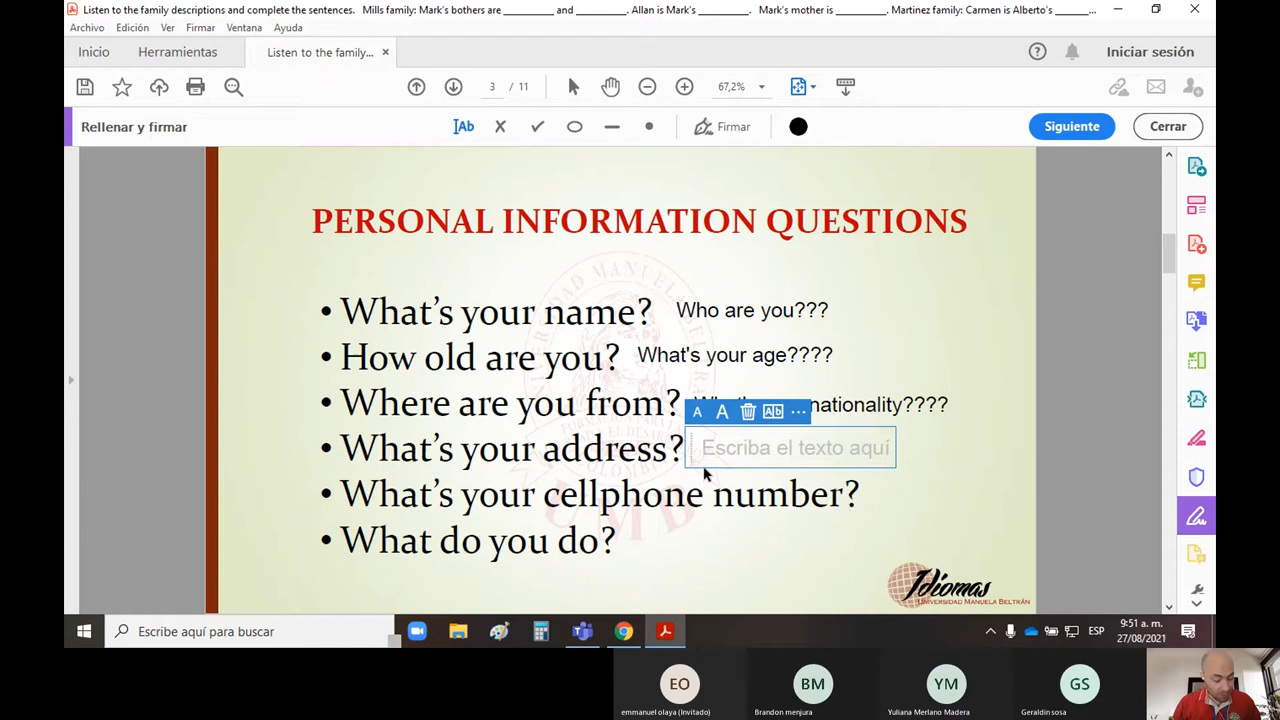 Listen to the family descriptions and complete the sentences. Mills family: Mark's bothers are _________ and _________. Allan is Mark's _________. Mark's mother is _________. Martinez family: Carmen is Alberto's ______...
Archivo Edición Ver Firmar Ventana Ayuda
Inicio Herramientas Listen to the family... × Iniciar sesión
3 / 11 67,2%
Rellenar y firmar Ab Firmar Siguiente Cerrar
PERSONAL INFORMATION QUESTIONS
• What's your name? Who are you???
• How old are you? What's your age????
• Where are you from? nationality????
A A Ab ...
• What's your address? Escriba el texto aquí
• What's your cellphone number?
• What do you do?
UMB
Idiomas
UNIVERSIDAD MANUELA BELTRÁN
Escribe aquí para buscar ESP 9:51 a. m.
27/08/2021
EO BM YM GS
emmanuel olaya (Invitado) Brandon menjura Yuliana Merlano Madera Geraldin sosa